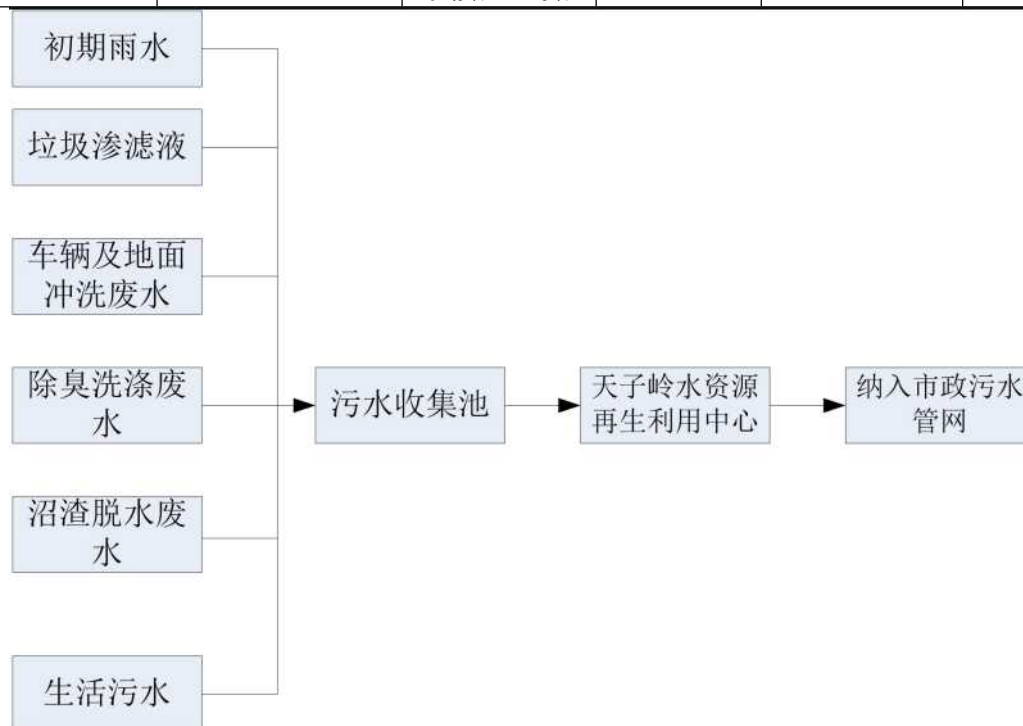 初期雨水
垃圾渗滤液
车辆及地面
冲洗废水
除臭洗涤废
水
污水收集池
天子岭水资源
再生利用中心
纳入市政污水
管网
沼渣脱水废
水
生活污水